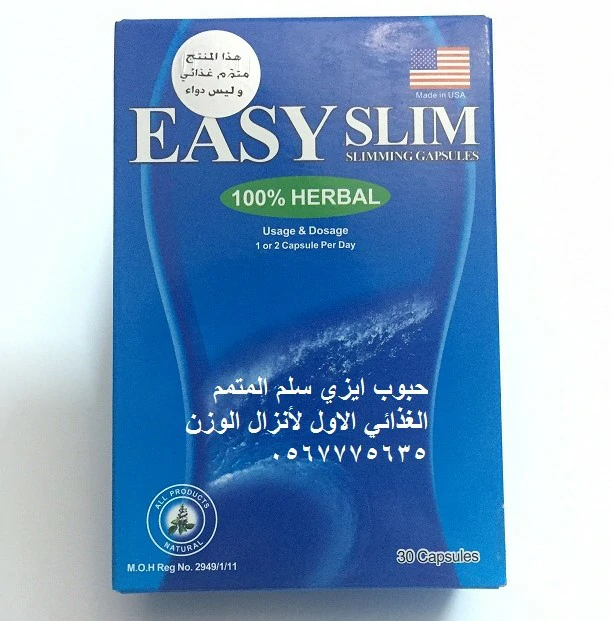 هذا المنتج
متمم غذائي
وليس دواء
Made in USA
EASY SLIM
SLIMMING GAPSULES
100% HERBAL
Usage & Dosage
1 or 2 Capsule Per Day
حبوب ايزي سلم المتمم
الغذائي الاول لأنزال الوزن
٠٥٦٧٧٧٥٦٣٥
ALL PRODUCTS
NATURAL
M.O.H Reg No. 2949/1/11
30 Capsules